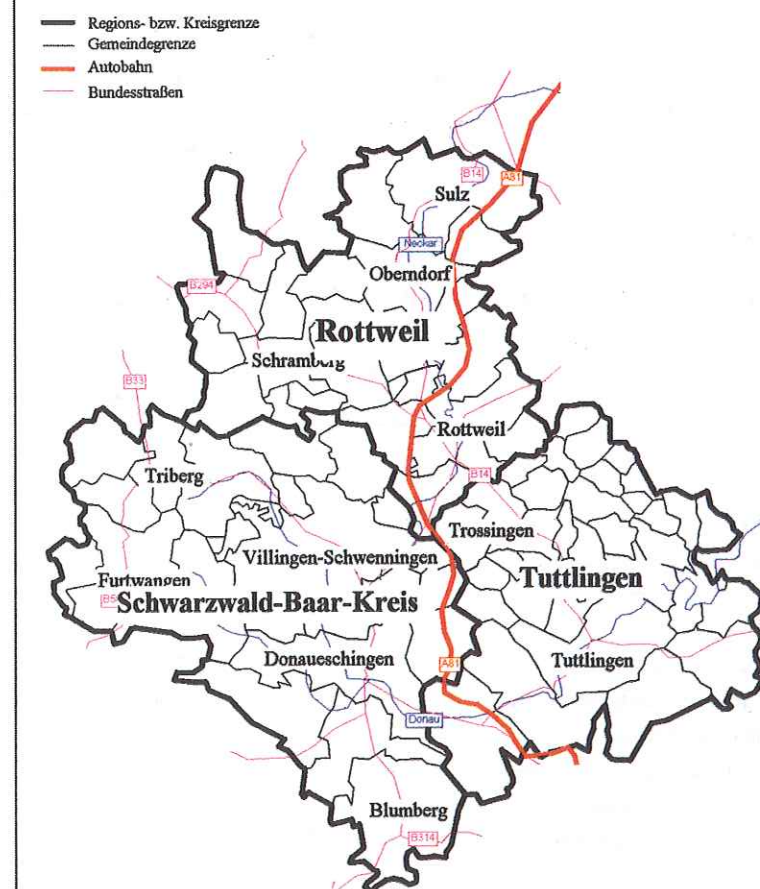 Regions- bzw. Kreisgrenze
Gemeindegrenze
Autobahn
Bundesstraßen
B14
A81
Sulz
Neckar
Oberndorf
B294
Rottweil
Schramberg
B33
Rottweil
Triberg
B14
Trossingen
Villingen-Schwenningen
Furtwangen
Tuttlingen
Schwarzwald-Baar-Kreis
Donaueschingen
Tuttlingen
A81
Donau
Blumberg
B314